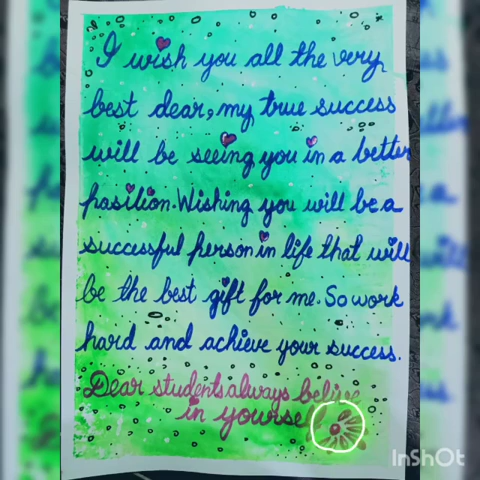 I wish you all the very
best dear, my true success
will be seeing you in a better
pasition. Wishing you will be a
successful person in life that will
be the best gift for me. So work
hard and achieve your success.
Dear students always believe
in yourse
InShOt